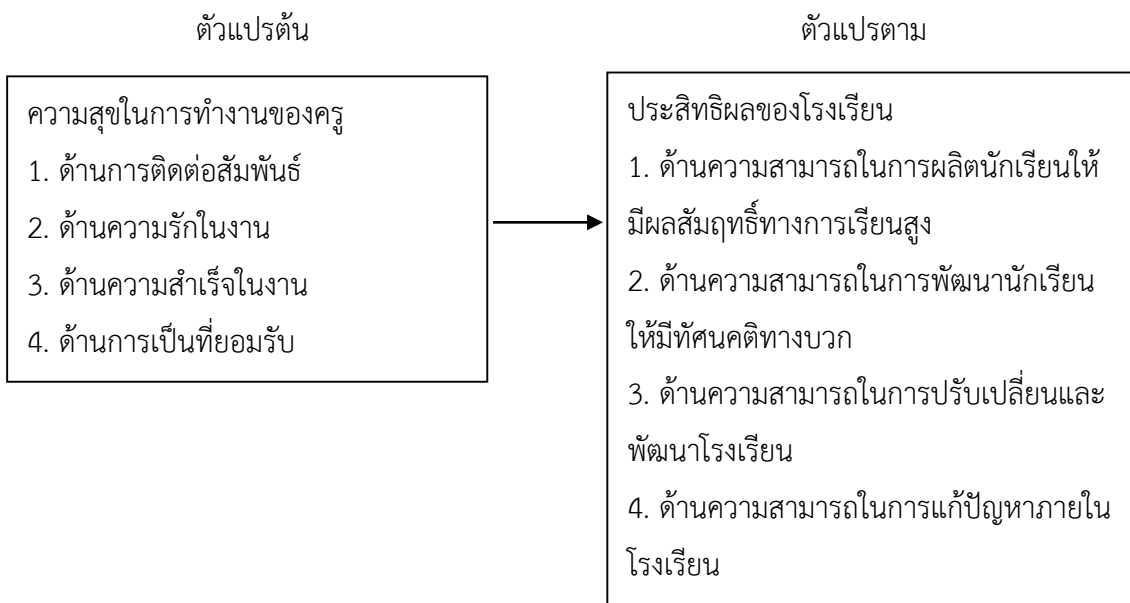 ตัวแปรต้น
ความสุขในการทำงานของครู
1. ด้านการติดต่อสัมพันธ์
2. ด้านความรักในงาน
3. ด้านความสำเร็จในงาน
4. ด้านการเป็นที่ยอมรับ
ตัวแปรตาม
ประสิทธิผลของโรงเรียน
1. ด้านความสามารถในการผลิตนักเรียนให้
มีผลสัมฤทธิ์ทางการเรียนสูง
2. ด้านความสามารถในการพัฒนานักเรียน
ให้มีทัศนคติทางบวก
3. ด้านความสามารถในการปรับเปลี่ยนและ
พัฒนาโรงเรียน
4. ด้านความสามารถในการแก้ปัญหาภายใน
โรงเรียน